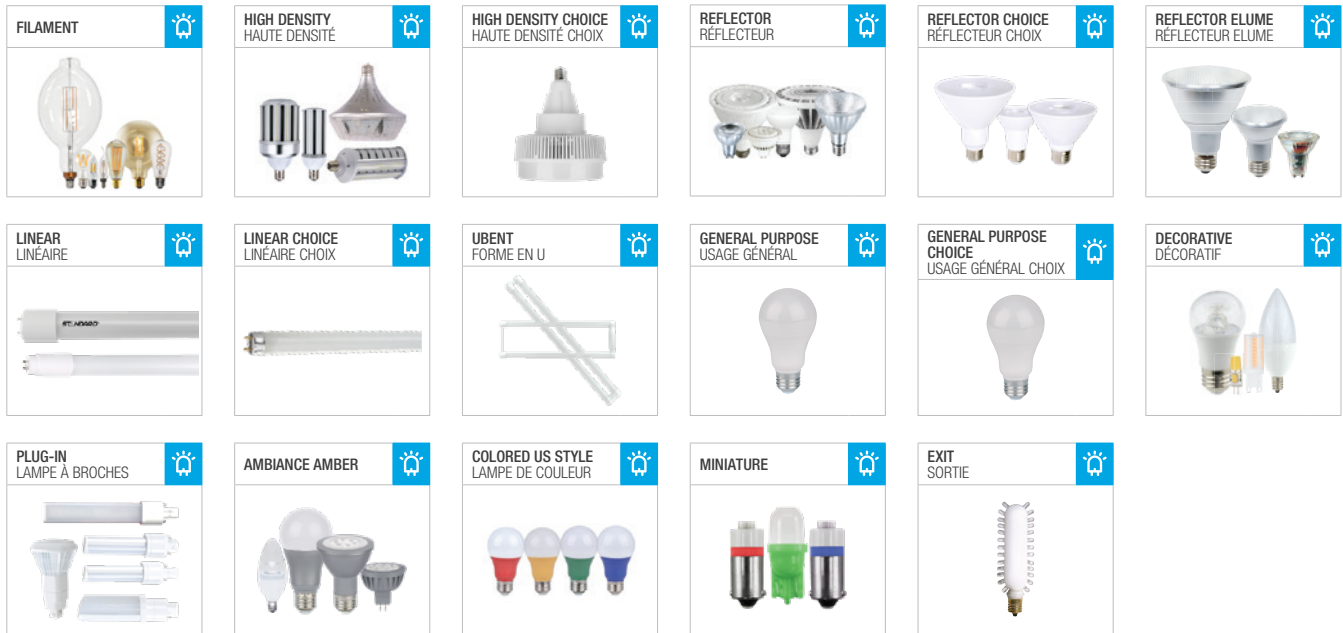 FILAMENT
HIGH DENSITY
HAUTE DENSITÉ
HIGH DENSITY CHOICE
HAUTE DENSITÉ CHOIX
REFLECTOR
RÉFLECTEUR
REFLECTOR CHOICE
RÉFLECTEUR CHOIX
REFLECTOR ELUME
RÉFLECTEUR ELUME
LINEAR
LINÉAIRE
STANDARD
LINEAR CHOICE
LINÉAIRE CHOIX
UBENT
FORME EN U
GENERAL PURPOSE
USAGE GÉNÉRAL
GENERAL PURPOSE
CHOICE
USAGE GÉNÉRAL CHOIX
DECORATIVE
DÉCORATIF
PLUG-IN
LAMPE À BROCHES
AMBIANCE AMBER
COLORED US STYLE
LAMPE DE COULEUR
MINIATURE
EXIT
SORTIE